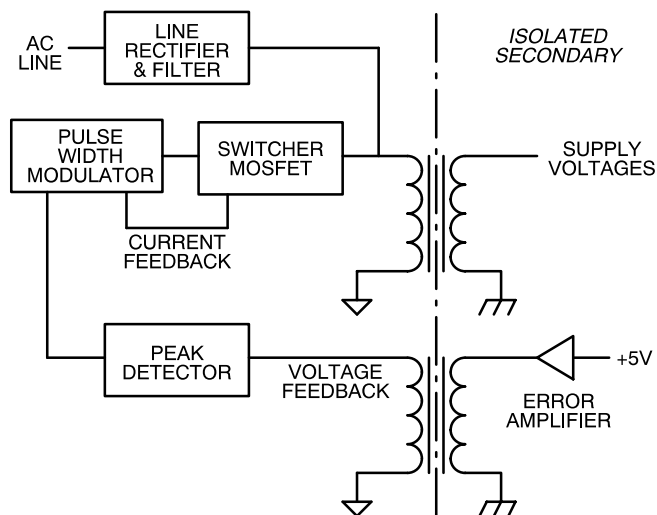 AC
LINE
LINE
RECTIFIER
& FILTER
ISOLATED
SECONDARY
PULSE
WIDTH
MODULATOR
SWITCHER
MOSFET
SUPPLY
VOLTAGES
CURRENT
FEEDBACK
PEAK
DETECTOR
VOLTAGE
FEEDBACK
+5V
ERROR
AMPLIFIER